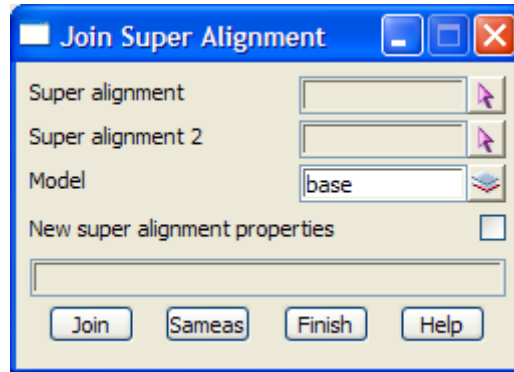 Join Super Alignment
Super alignment
Super alignment 2
Model base
New super alignment properties
Join Sameas Finish Help